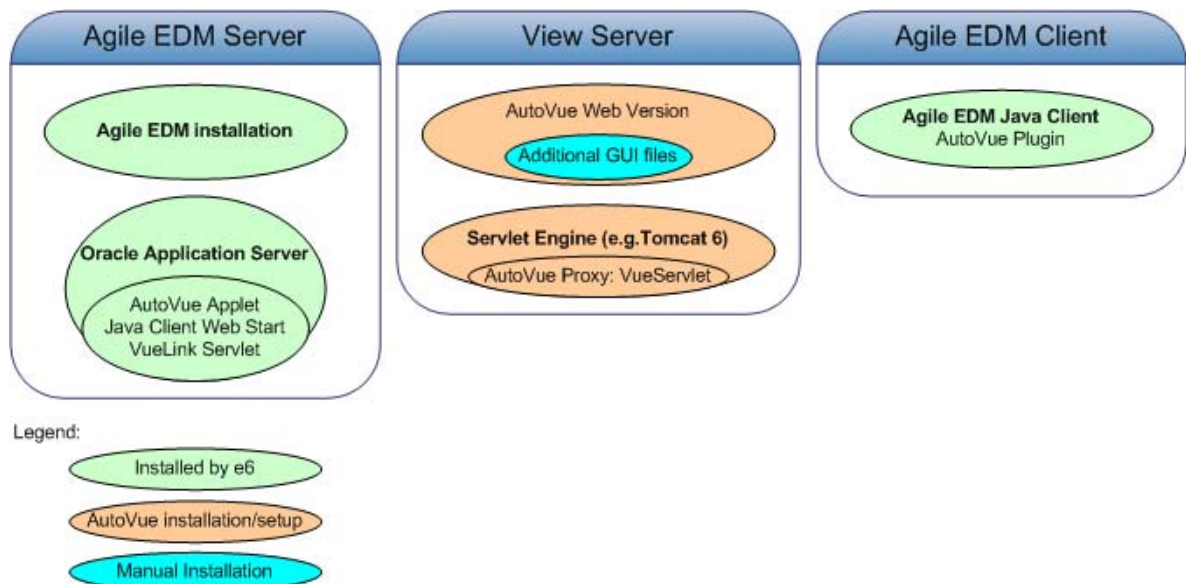 Agile EDM Server
Agile EDM installation
Oracle Application Server
AutoVue Applet
Java Client Web Start
VueLink Servlet
View Server
AutoVue Web Version
Additional GUI files
Servlet Engine (e.g.Tomcat 6)
AutoVue Proxy: VueServlet
Agile EDM Client
Agile EDM Java Client
AutoVue Plugin
Legend:
Installed by e6
AutoVue installation/setup
Manual Installation